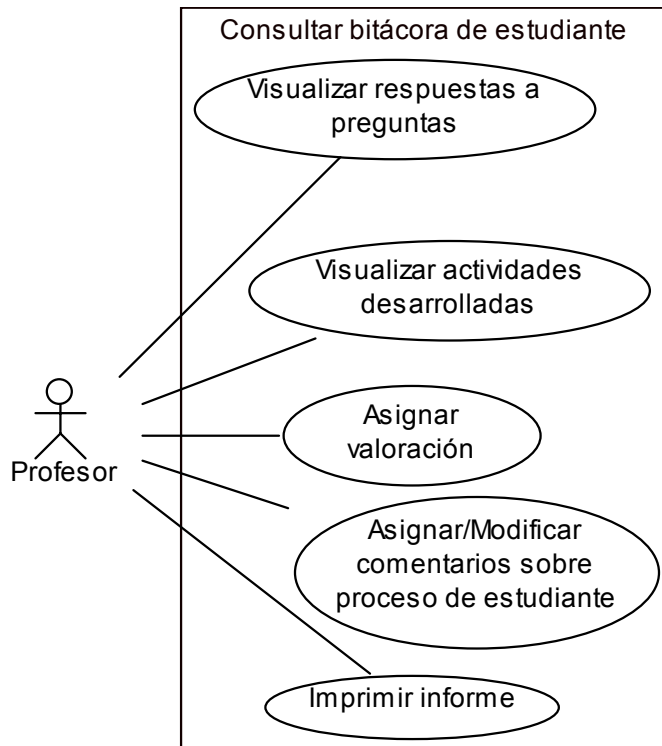 Consultar bitácora de estudiante
Visualizar respuestas a
preguntas
Visualizar actividades
desarrolladas
Asignar
valoración
Profesor
Asignar/Modificar
comentarios sobre
proceso de estudiante
Imprimir informe